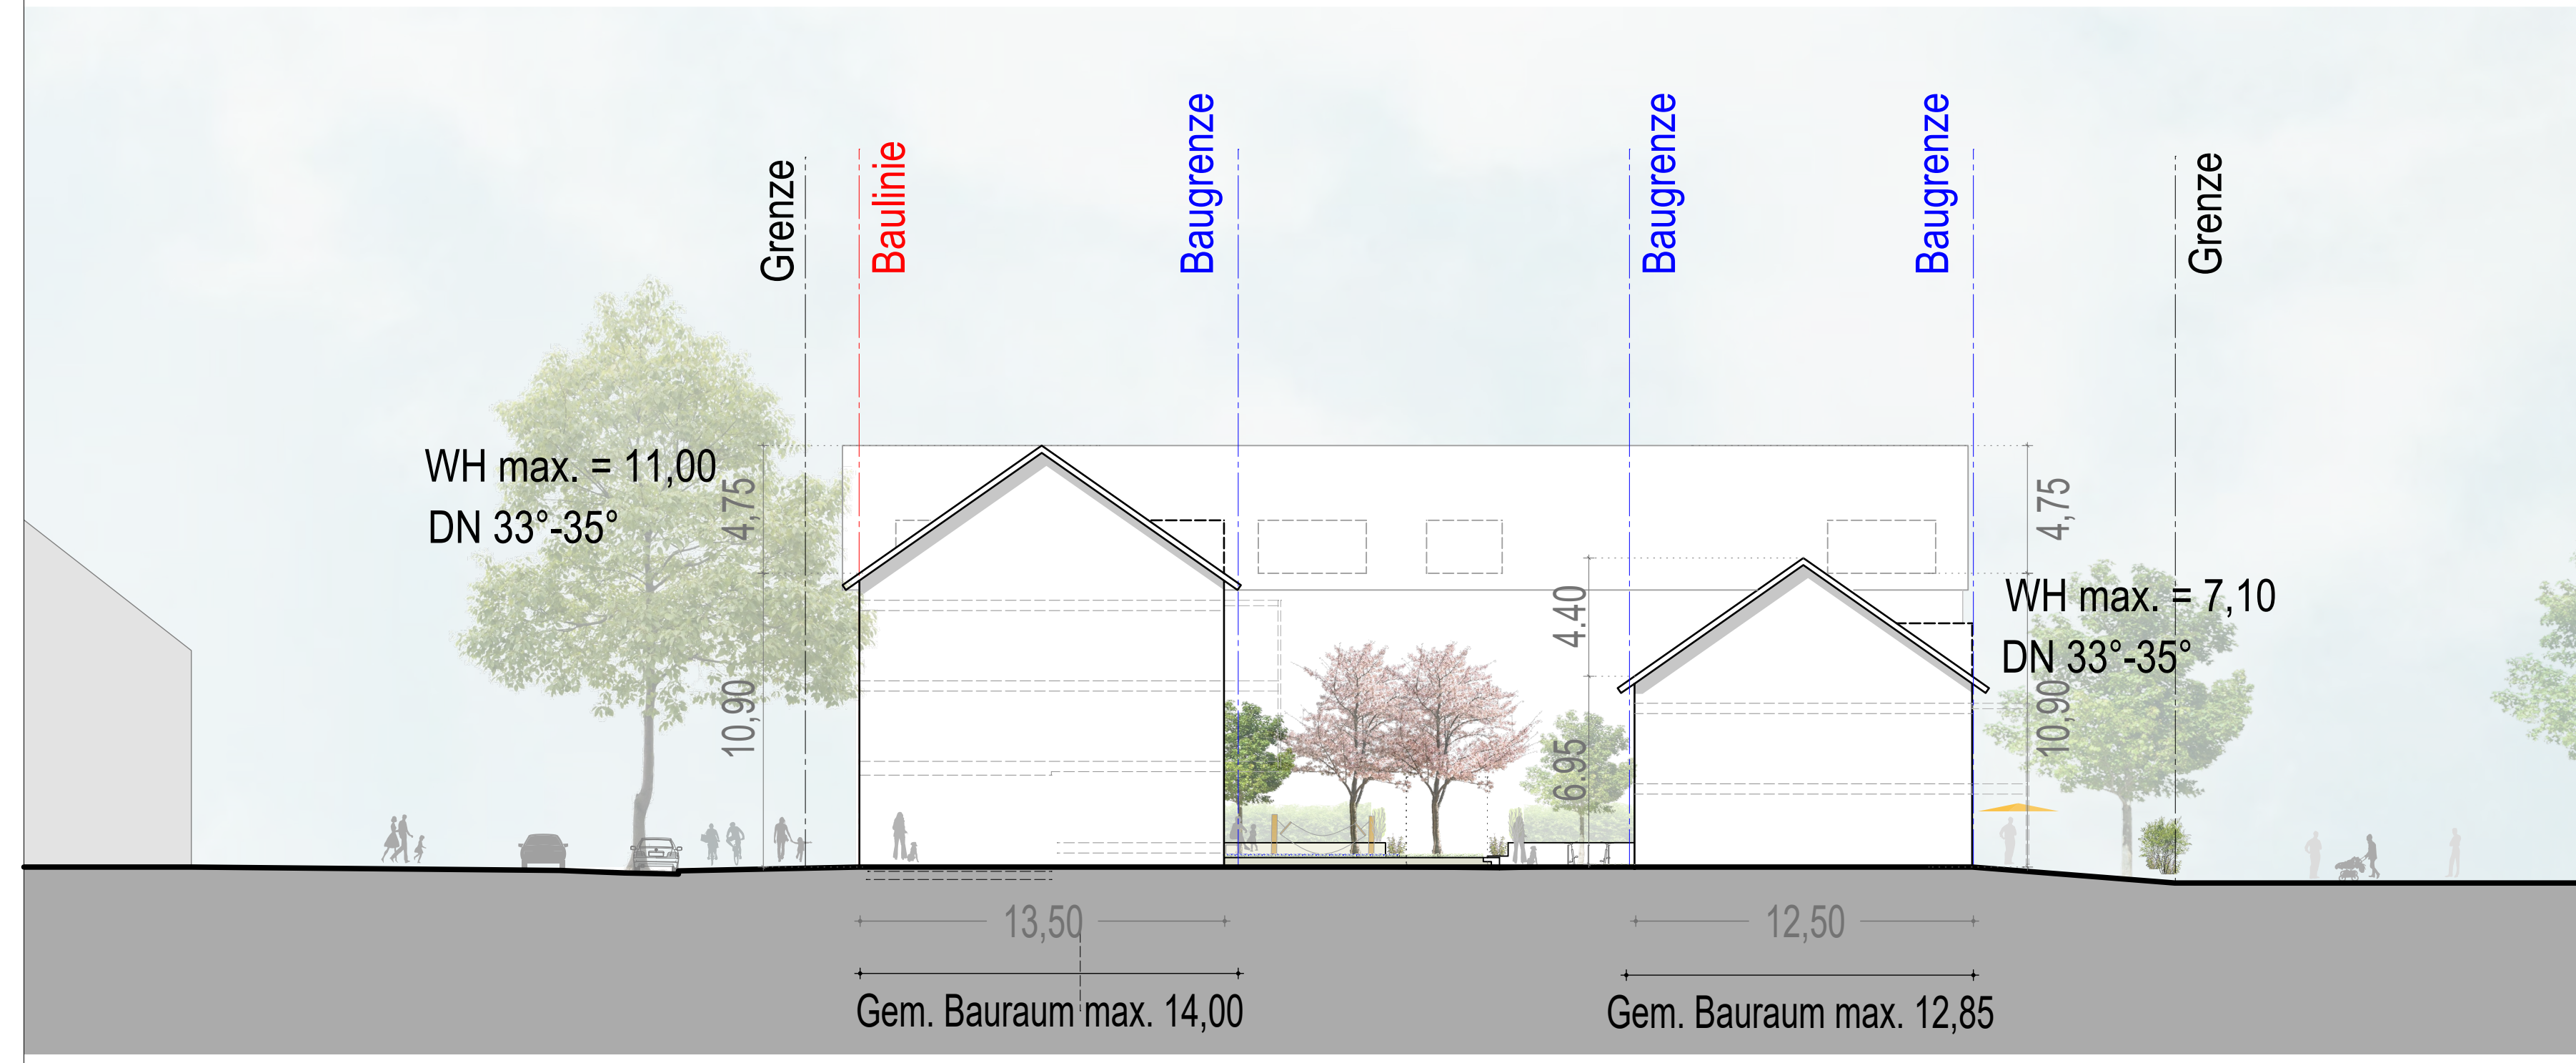 Grenze
Baulinie
Baugrenze
Baugrenze
Baugrenze
Grenze
WH max. = 11,00
DN 33°-35°
4,75
10,90
4.40
6.95
4,75
WH max. = 7,10
DN 33°-35°
10,90
13,50
12,50
Gem. Bauraum max. 14,00
Gem. Bauraum max. 12,85